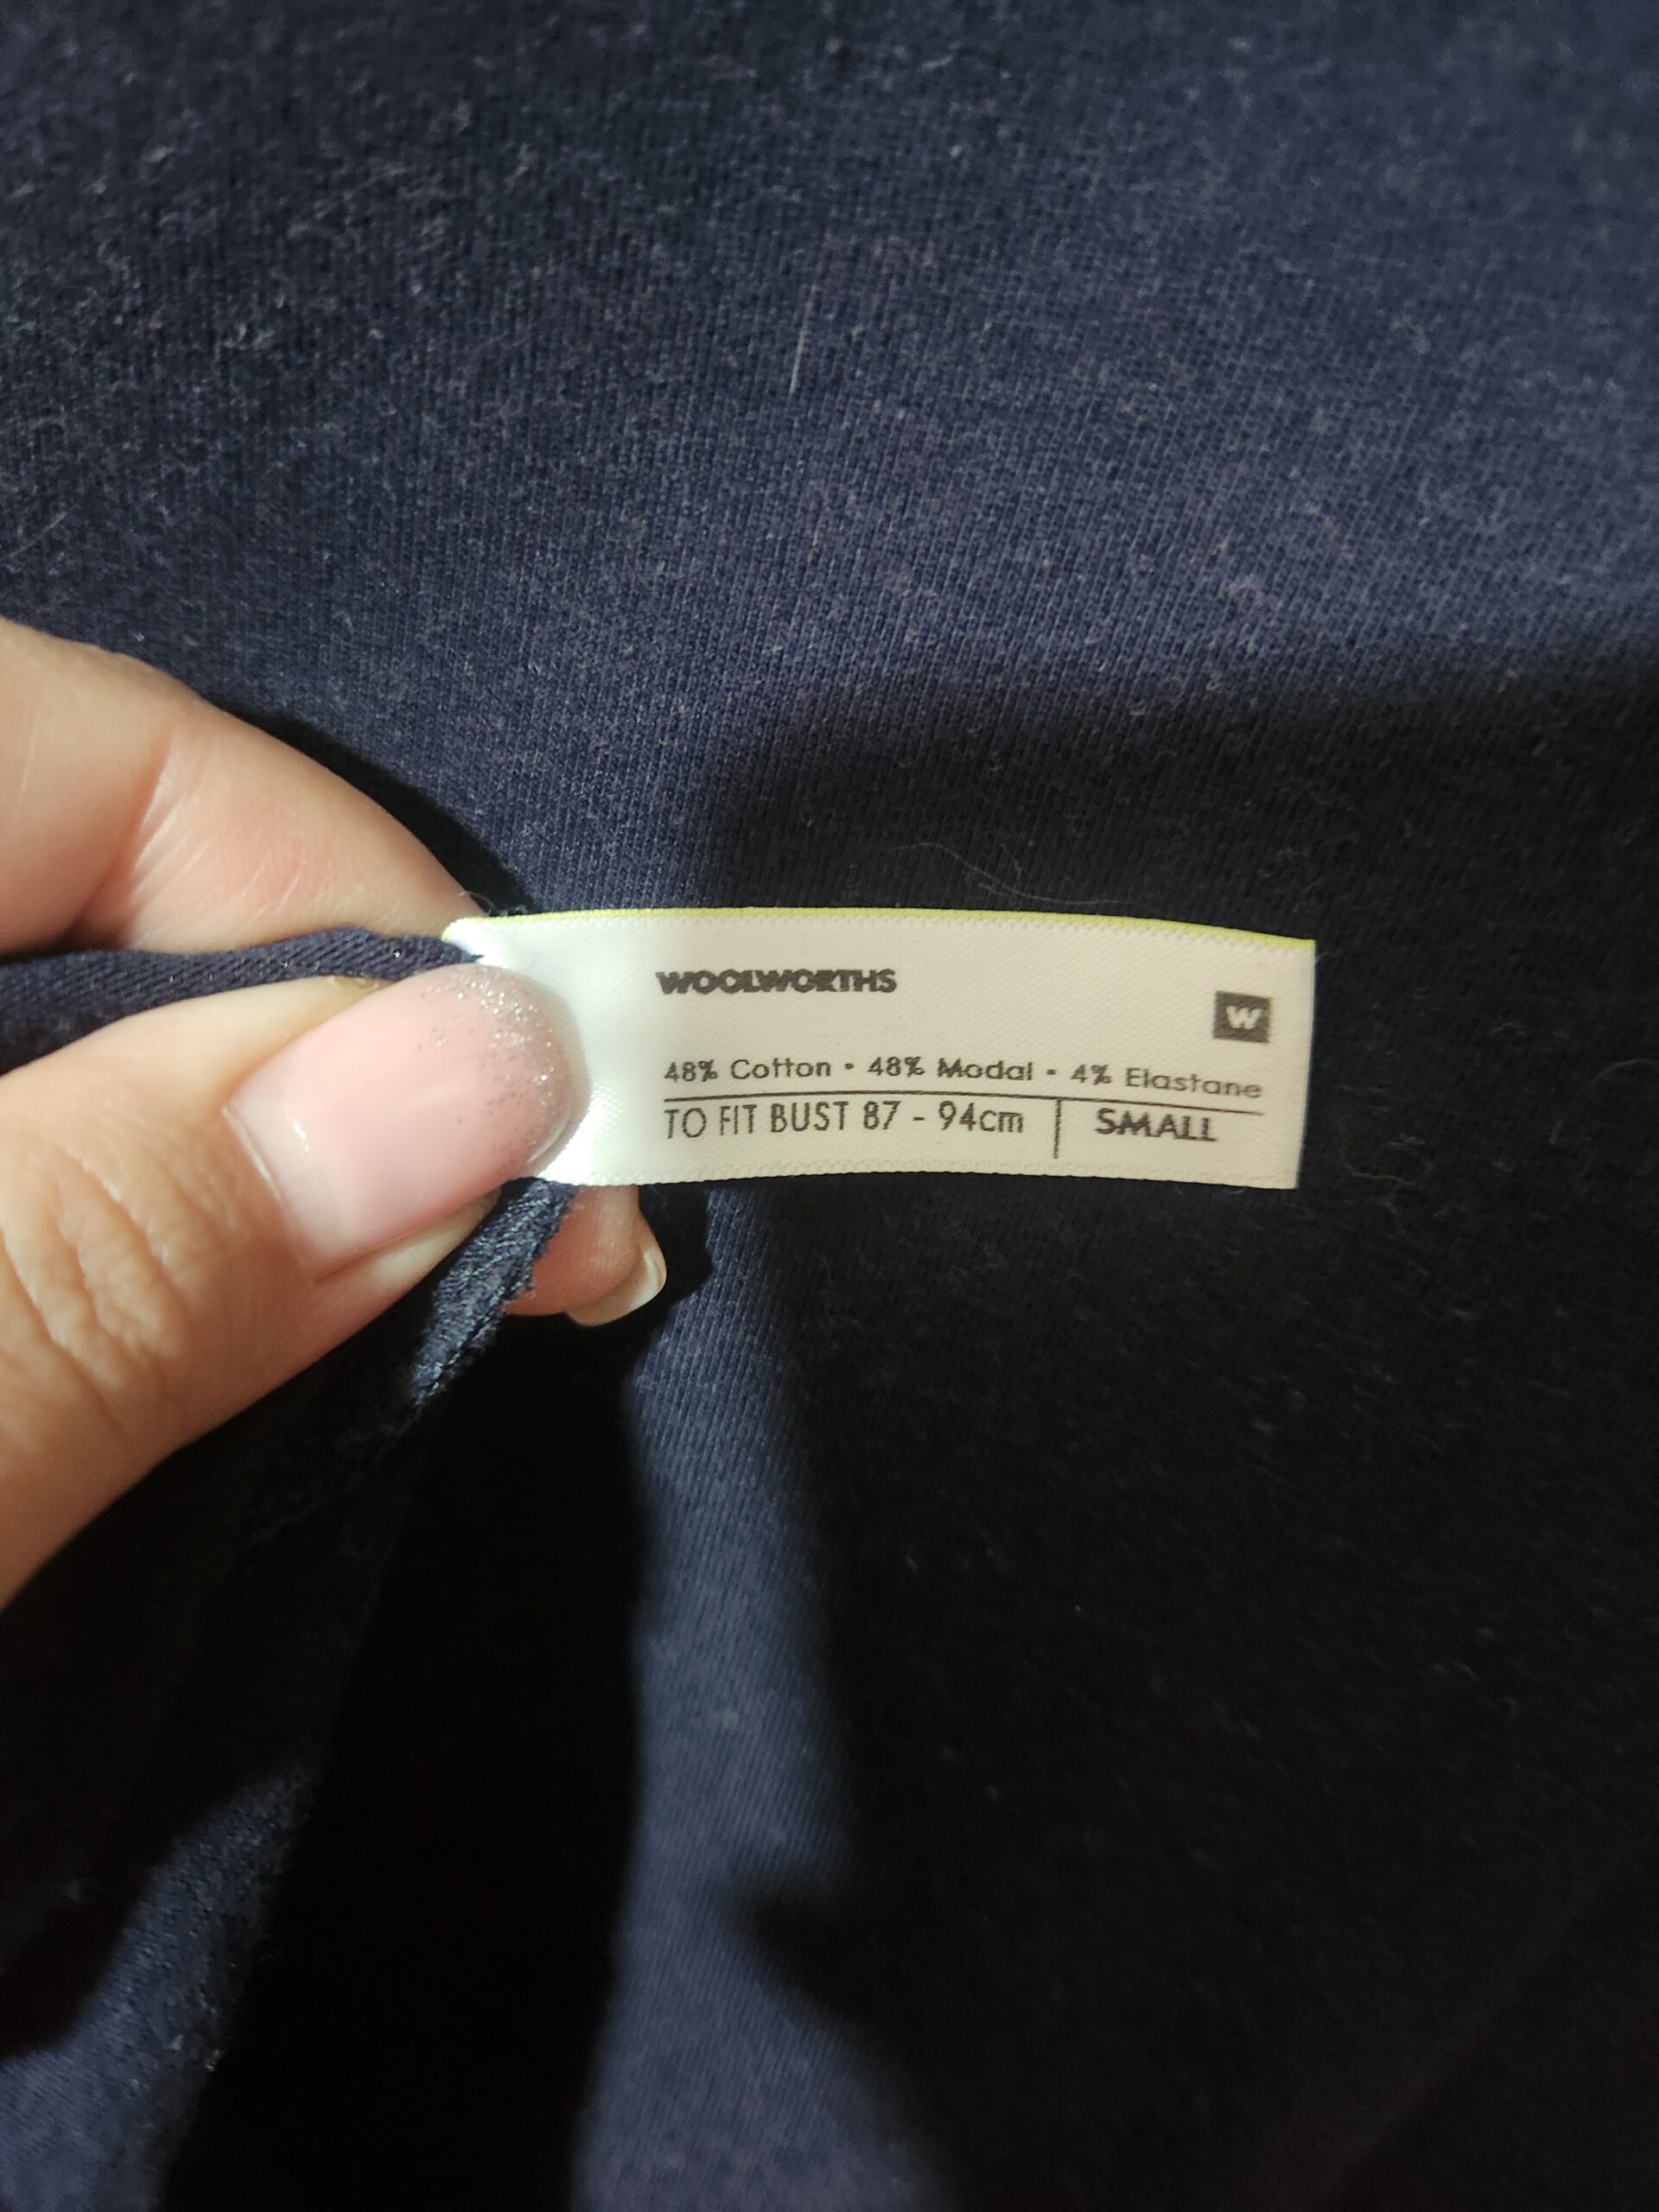 WOOLWORTHS
W
48% Cotton • 48% Modal • 4% Elastane
TO FIT BUST 87 - 94cm | SMALL